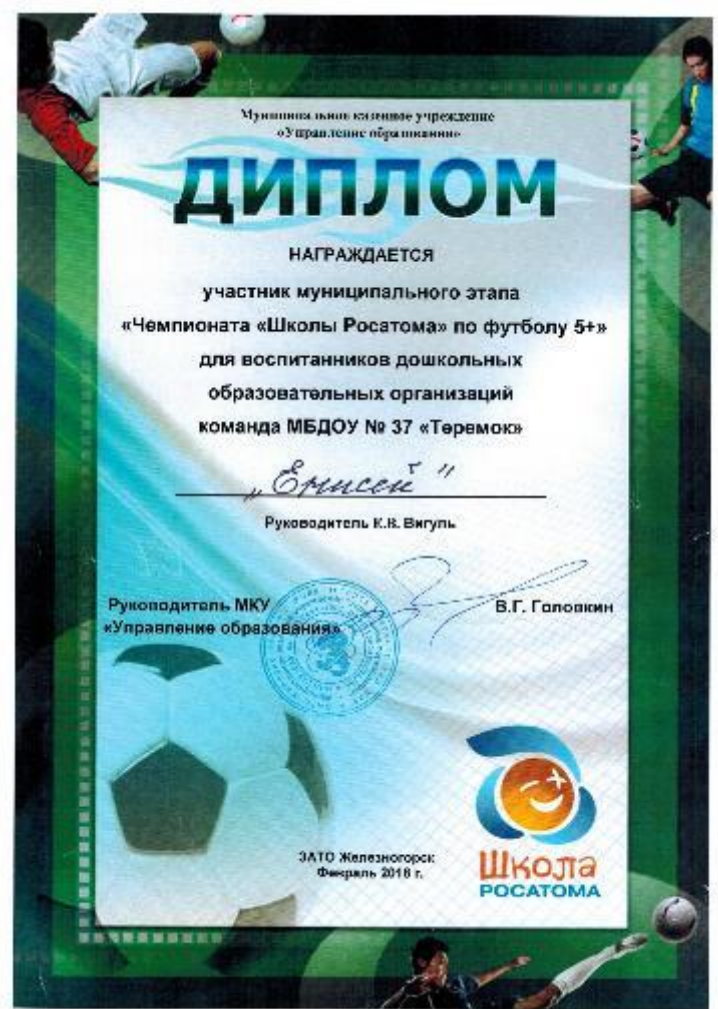 Муниципальное казенное учреждение
«Управление образования»
ДИПЛОМ
НАГРАЖДАЕТСЯ
участник муниципального этапа
«Чемпионата «Школы Росатома» по футболу 5+»
для воспитанников дошкольных
образовательных организаций
команда МБДОУ № 37 «Теремок»
„Енисей"
Руководитель Е.В. Вигуль
Руководитель МКУ
«Управление образования»
В.Г. Головкин
ЗАТО Железногорск
Февраль 2018 г.
Школа
РОСАТОМА